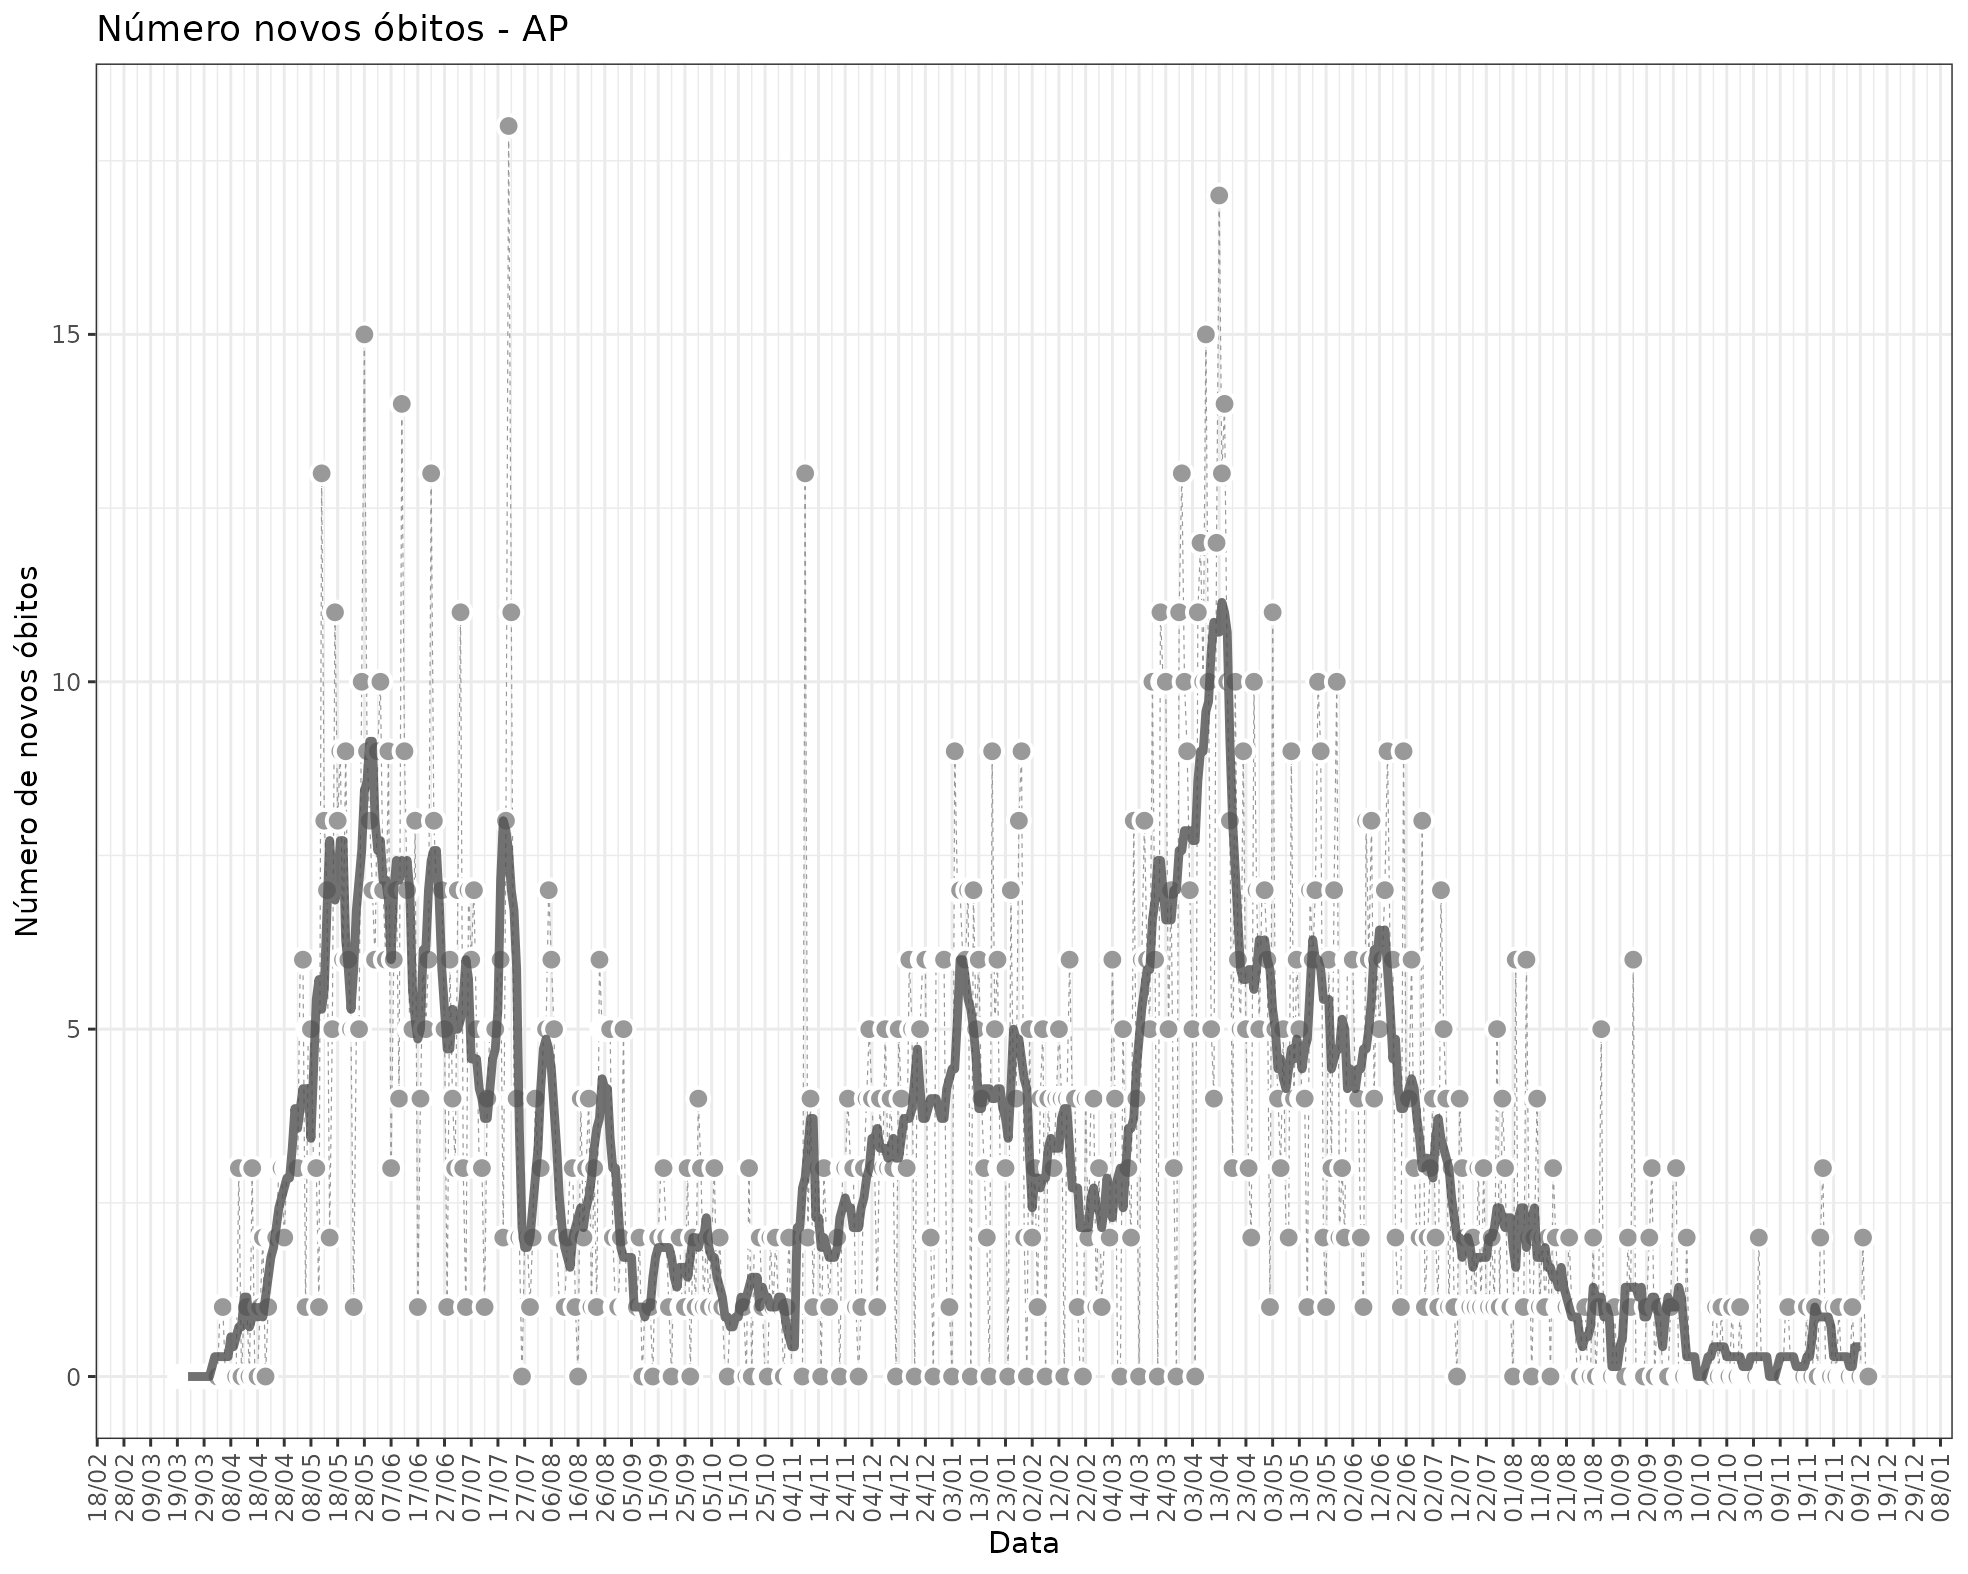 Número novos óbitos - AP
Número de novos óbitos
15
10
5
0
18/02 28/02 09/03 19/03 29/03 08/04 18/04 28/04 08/05 18/05 28/05 07/06 17/06 27/06 07/07 17/07 27/07 06/08 16/08 26/08 05/09 15/09 25/09 05/10 15/10 25/10 04/11 14/11 24/11 04/12 14/12 24/12 03/01 13/01 23/01 02/02 12/02 22/02 04/03 14/03 24/03 03/04 13/04 23/04 03/05 13/05 23/05 02/06 12/06 22/06 02/07 12/07 22/07 01/08 11/08 21/08 31/08 10/09 20/09 30/09 10/10 20/10 30/10 09/11 19/11 29/11 09/12 19/12 29/12 08/01
Data